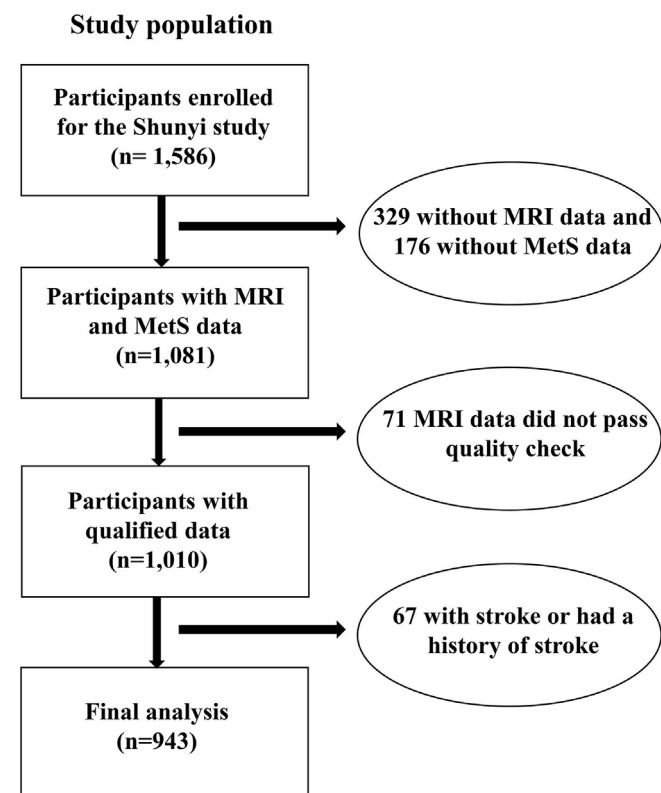 Study population
Participants enrolled
for the Shunyi study
(n= 1,586)
329 without MRI data and
176 without MetS data
Participants with MRI
and MetS data
(n=1,081)
71 MRI data did not pass
quality check
Participants with
qualified data
(n=1,010)
67 with stroke or had a
history of stroke
Final analysis
(n=943)